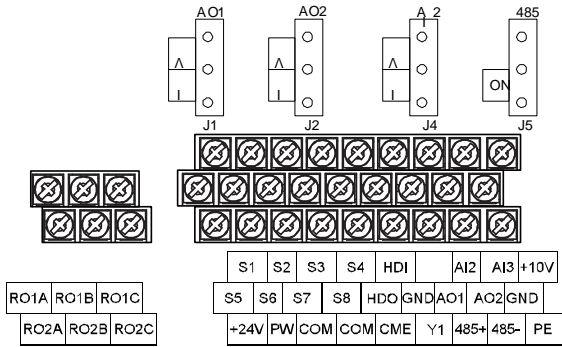 AO1 AO2 A 2 485
V V V
I I I ON
J1 J2 J4 J5
S1 S2 S3 S4 HDI AI2 AI3 +10V
RO1A RO1B RO1C S5 S6 S7 S8 HDO GND AO1 AO2 GND
RO2A RO2B RO2C +24V PW COM COM CME Y1 485+ 485- PE